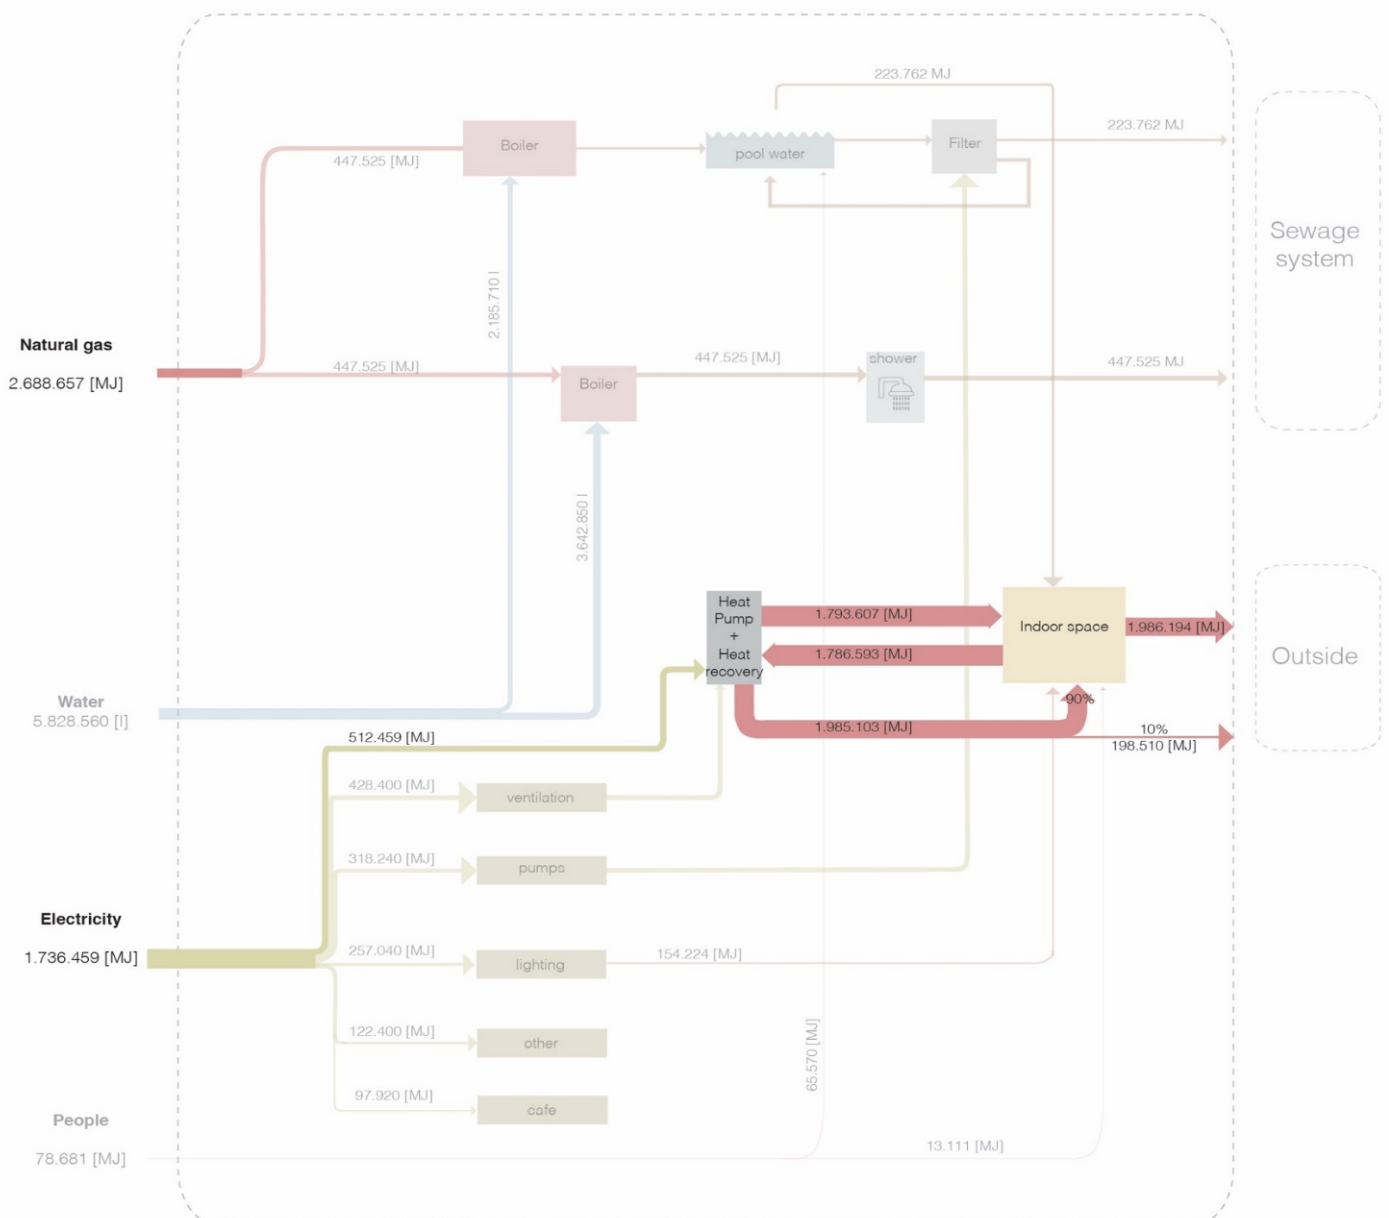 223.762 MJ
Boiler
pool water
Filter
223.762 MJ
447.525 [MJ]
Sewage
system
2.185.710 l
Natural gas
2.688.657 [MJ]
447.525 [MJ]
Boiler
447.525 [MJ]
shower
447.525 MJ
3.642.850 l
Heat
Pump
+
Heat
recovery
1.793.607 [MJ]
1.786.593 [MJ]
Indoor space
1.986.194 [MJ]
Outside
90%
1.985.103 [MJ]
10%
198.510 [MJ]
Water
5.828.560 [l]
512.459 [MJ]
428.400 [MJ]
ventilation
318.240 [MJ]
pumps
Electricity
1.736.459 [MJ]
257.040 [MJ]
lighting
154.224 [MJ]
122.400 [MJ]
other
65.570 [MJ]
97.920 [MJ]
cafe
People
78.681 [MJ]
13.111 [MJ]